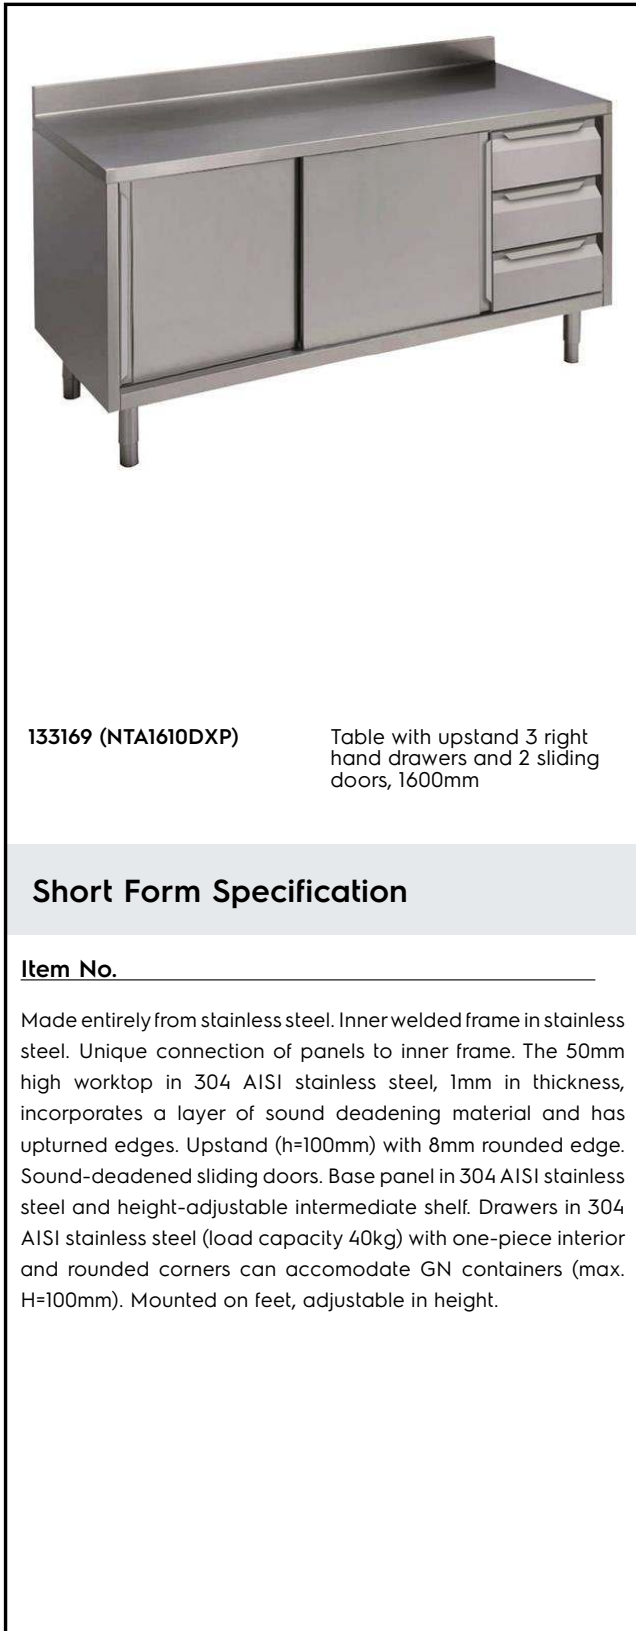 133169 (NTA1610DXP)
Table with upstand 3 right
hand drawers and 2 sliding
doors, 1600mm
Short Form Specification
Item No.
Made entirely from stainless steel. Inner welded frame in stainless
steel. Unique connection of panels to inner frame. The 50mm
high worktop in 304 AISI stainless steel, 1mm in thickness,
incorporates a layer of sound deadening material and has
upturned edges. Upstand (h=100mm) with 8mm rounded edge.
Sound-deadened sliding doors. Base panel in 304 AISI stainless
steel and height-adjustable intermediate shelf. Drawers in 304
AISI stainless steel (load capacity 40kg) with one-piece interior
and rounded corners can accomodate GN containers (max.
H=100mm). Mounted on feet, adjustable in height.